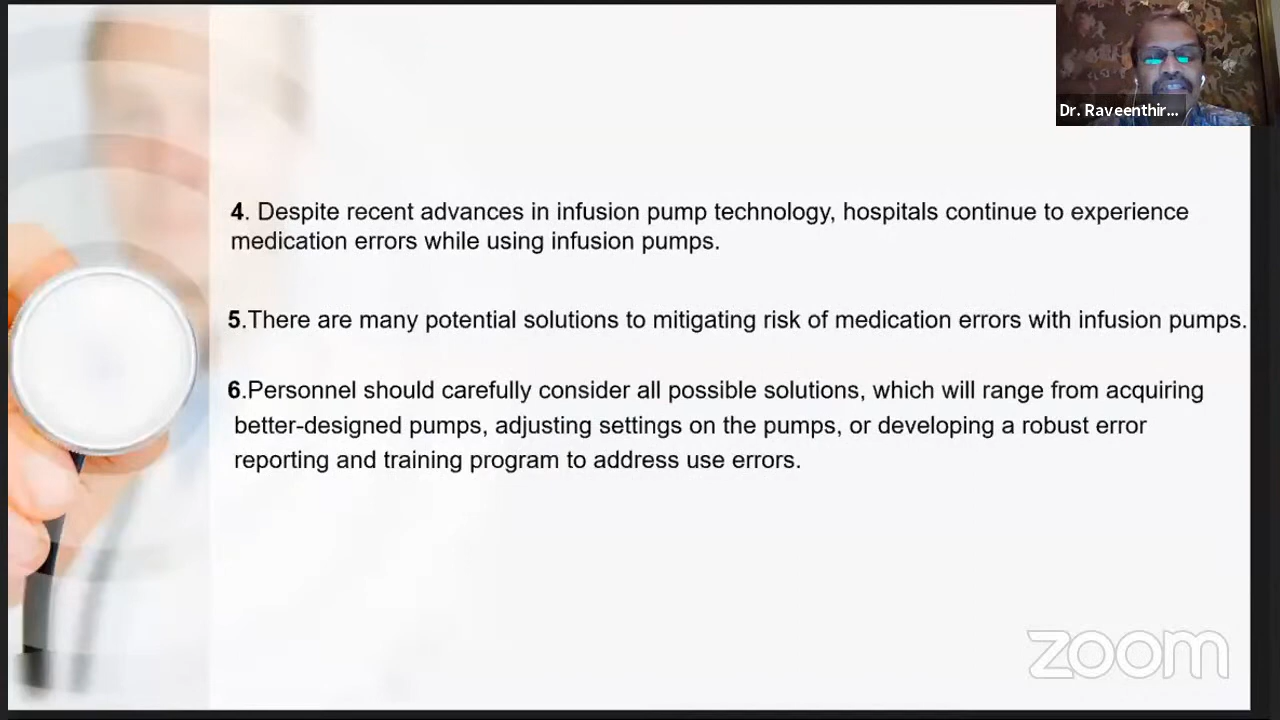 Dr. Raveenthir...
4. Despite recent advances in infusion pump technology, hospitals continue to experience
medication errors while using infusion pumps.
5.There are many potential solutions to mitigating risk of medication errors with infusion pumps.
6.Personnel should carefully consider all possible solutions, which will range from acquiring
better-designed pumps, adjusting settings on the pumps, or developing a robust error
reporting and training program to address use errors.
zoom